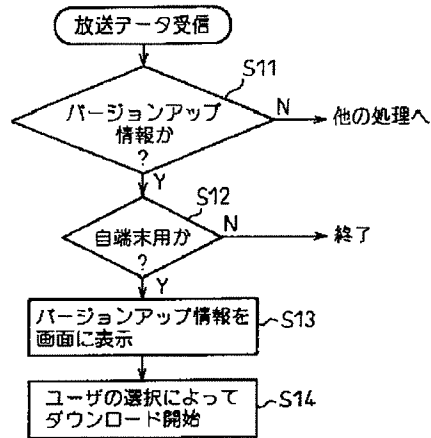 放送データ受信
S11
バージョンアップ
情報か
?
N
他の処理へ
Y
S12
自端末用か
?
N
終了
Y
バージョンアップ情報を
画面に表示
S13
ユーザの選択によって
ダウンロード開始
S14